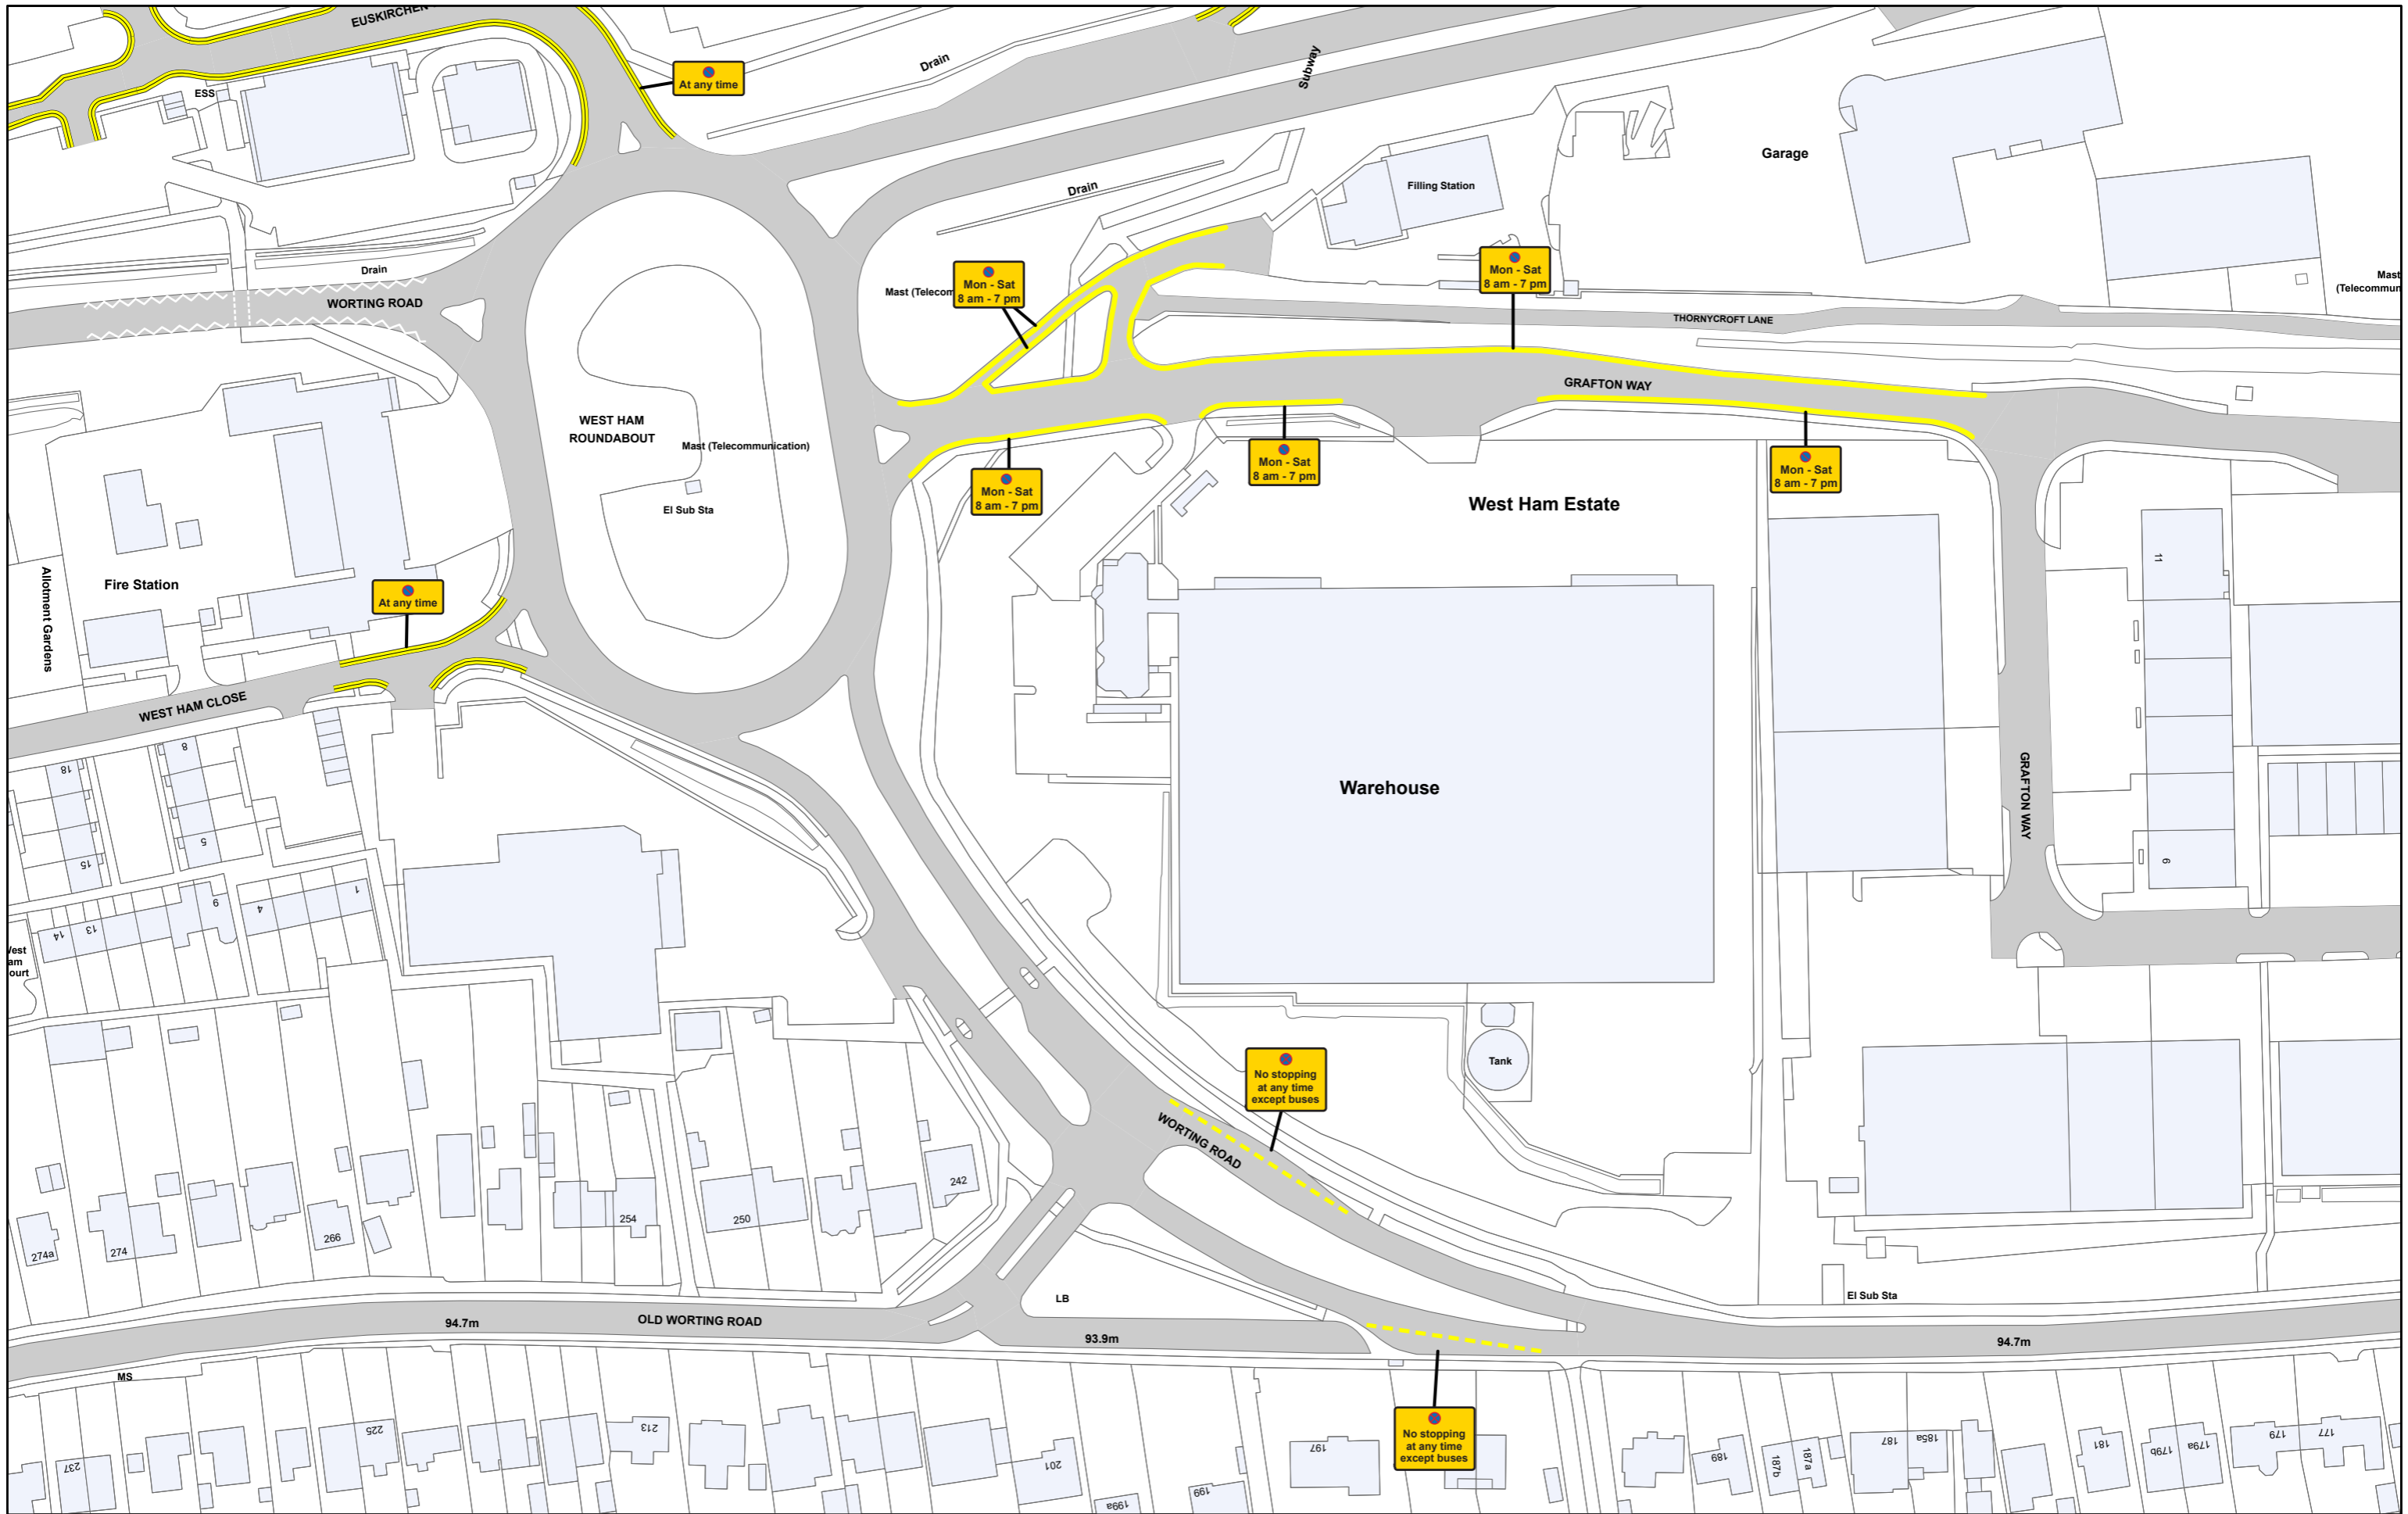 EUSKIRCHEN
At any time
Drain
Subway
ESS
Garage
Filling Station
Drain
Drain
WORTING ROAD
Mast (Telecom
Mon - Sat
8 am - 7 pm
Mon - Sat
8 am - 7 pm
Mast
(Telecommun
THORNYCROFT LANE
GRAFTON WAY
WEST HAM
ROUNDABOUT
Mast (Telecommunication)
El Sub Sta
Mon - Sat
8 am - 7 pm
Mon - Sat
8 am - 7 pm
Mon - Sat
8 am - 7 pm
West Ham Estate
Allotment Gardens
Fire Station
At any time
11
WEST HAM CLOSE
8
18
5
15
Warehouse
GRAFTON WAY
6
1
4
9
13
14
West
am
ourt
Tank
No stopping
at any time
except buses
WORTING ROAD
242
250
254
266
274
274a
LB
El Sub Sta
94.7m
OLD WORTING ROAD
93.9m
94.7m
MS
No stopping
at any time
except buses
237
225
213
201
199a
199
197
189
187b
187a
187
185a
181
179b
179a
179
177